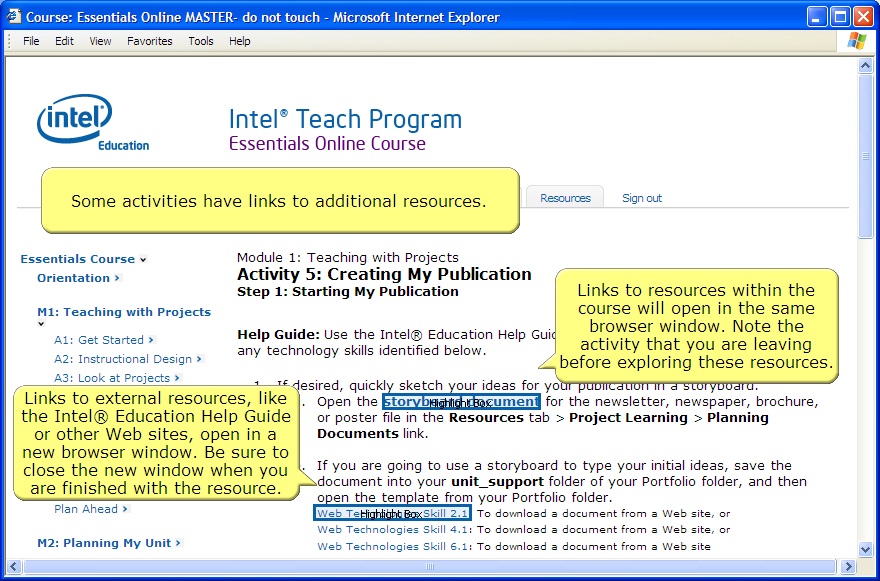 Course: Essentials Online MASTER- do not touch - Microsoft Internet Explorer
File Edit View Favorites Tools Help
intel®
Education
Intel® Teach Program
Essentials Online Course
Some activities have links to additional resources.
Resources Sign out
Essentials Course
Orientation
M1: Teaching with Projects
A1: Get Started
A2: Instructional Design
A3: Look at Projects
Links to external resources, like
the Intel® Education Help Guide
or other Web sites, open in a
new browser window. Be sure to
close the new window when you
are finished with the resource.
Plan Ahead
M2: Planning My Unit
Module 1: Teaching with Projects
Activity 5: Creating My Publication
Step 1: Starting My Publication
Help Guide: Use the Intel® Education Help
any technology skills identified below.
Links to resources within the
course will open in the same
browser window. Note the
activity that you are leaving
before exploring these resources.
1. If desired, quickly sketch your ideas for your publication in a storyboard.
Open the storyboard document for the newsletter, newspaper, brochure,
Highlight Box
or poster file in the Resources tab > Project Learning > Planning
Documents link.
If you are going to use a storyboard to type your initial ideas, save the
document into your unit_support folder of your Portfolio folder, and then
open the template from your Portfolio folder.
Web Technologies Skill 2.1: To download a document from a Web site, or
Highlight Box
Web Technologies Skill 4.1: To download a document from a Web site, or
Web Technologies Skill 6.1: To download a document from a Web site